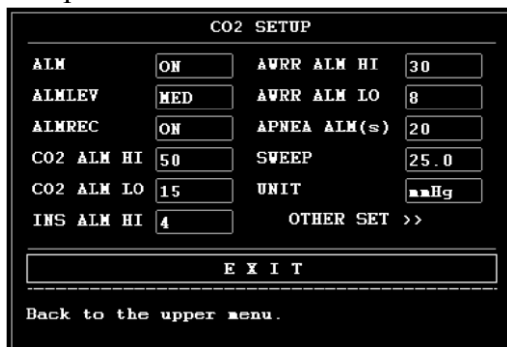 CO2 SETUP
ALM ON AWRR ALM HI 30
ALMLEV MED AWRR ALM LO 8
ALMREC ON APNEA ALM(s) 20
CO2 ALM HI 50 SWEEP 25.0
CO2 ALM LO 15 UNIT mmHg
INS ALM HI 4 OTHER SET >>
E X I T
Back to the upper menu.